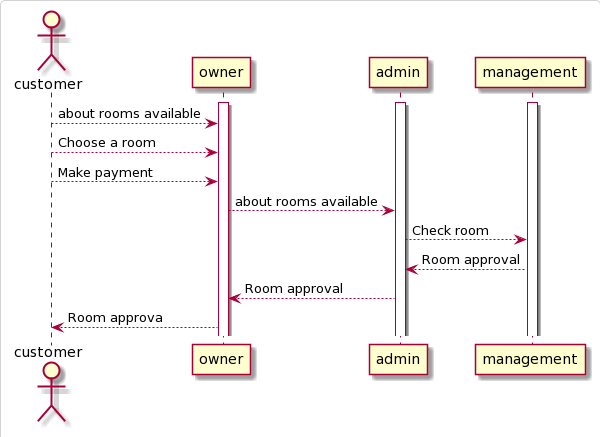 customer
owner
admin
management
about rooms available
Choose a room
Make payment
about rooms available
Check room
Room approval
Room approval
Room approva
customer
owner
admin
management